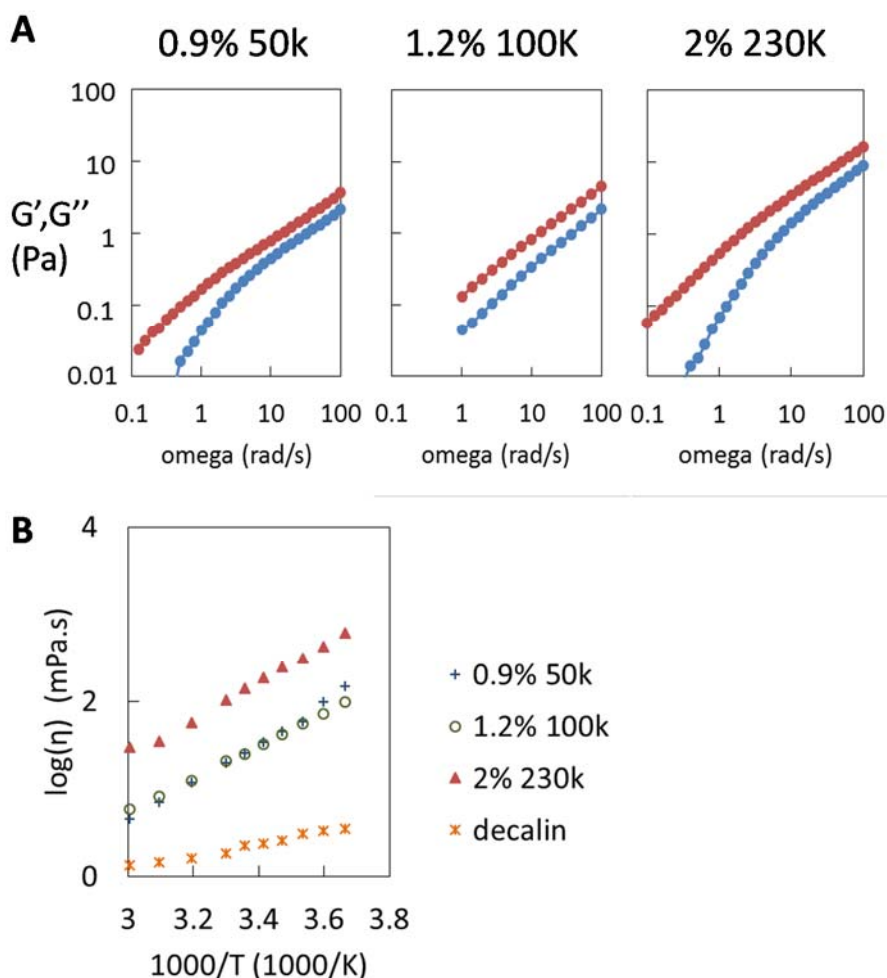 A
0.9% 50k 1.2% 100K 2% 230K
100
10
G′,G′′ 1
(Pa)
0.1
0.01
0.1 1 10 100 0.1 1 10 100 0.1 1 10 100
omega (rad/s) omega (rad/s) omega (rad/s)
B
4
log(η) (mPa.s)
2
0
3 3.2 3.4 3.6 3.8
1000/T (1000/K)
0.9% 50k
1.2% 100k
2% 230k
decalin